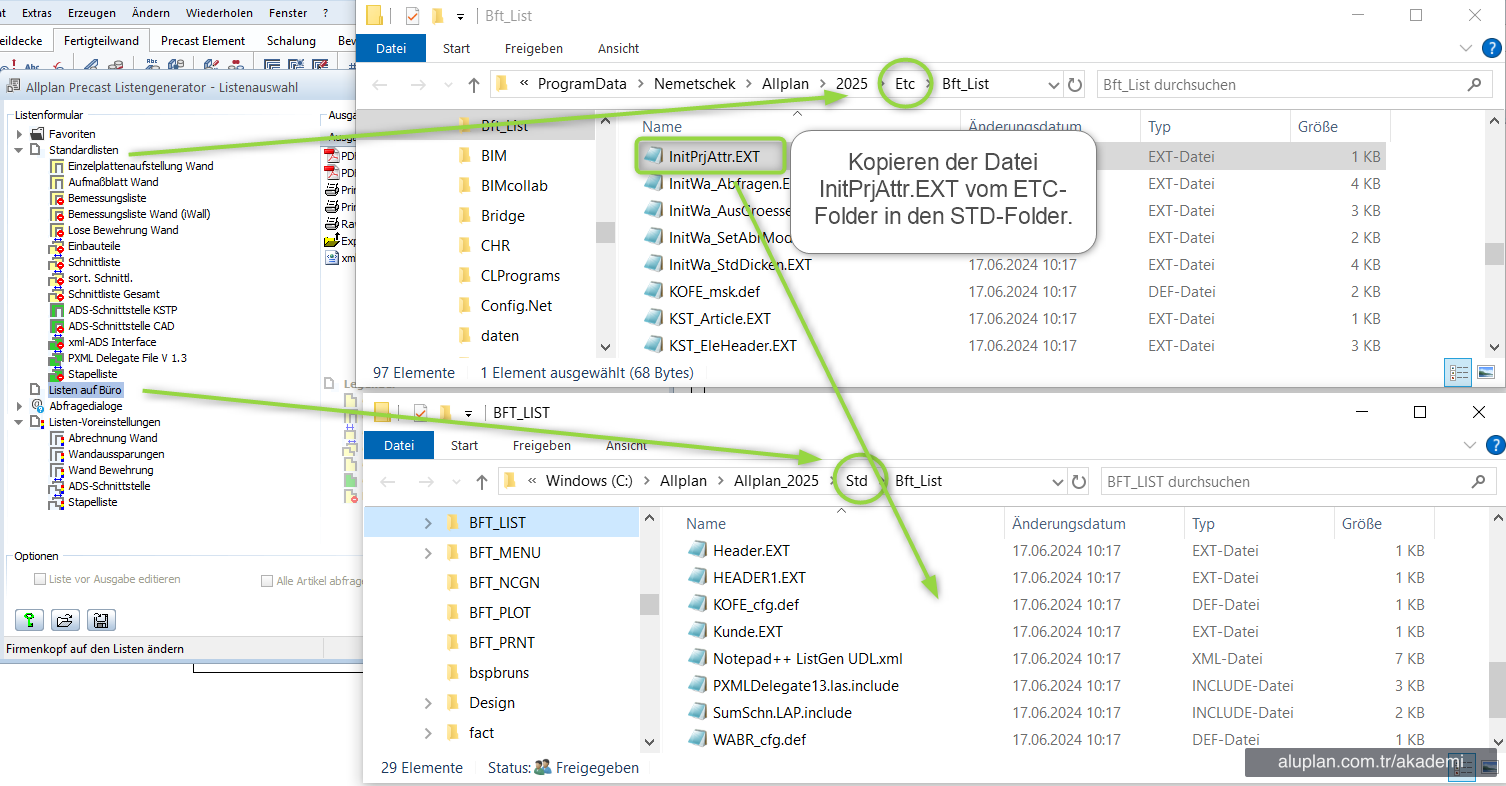 Extras Erzeugen Ändern Wiederholen Fenster ?
Fertigteilwand Precast Element Schalung
Allplan Precast Listengenerator - Listenauswahl
Listenformular
Favoriten
Standardlisten
Einzelplattenaufstellung Wand
Aufmaßblatt Wand
Bemessungsliste
Bemessungsliste Wand (iWall)
Lose Bewehrung Wand
Einbauteile
Schnittliste
sort. Schnittl.
Schnittliste Gesamt
ADS-Schnittstelle KSTP
ADS-Schnittstelle CAD
xml-ADS Interface
PXML Delegate File V 1.3
Stapelliste
Listen auf Büro
Abfragedialoge
Listen-Voreinstellungen
Abrechnung Wand
Wandaussparungen
Wand Bewehrung
ADS-Schnittstelle
Stapelliste
Optionen
Liste vor Ausgabe editieren
Alle Artikel abfrage
Firmenkopf auf den Listen ändern
Bft_List
Datei Start Freigeben Ansicht
« ProgramData Nemetschek Allplan 2025 Etc Bft_List
Bft_List durchsuchen
Bft_List
BIM
BIMcollab
Bridge
CHR
CLPrograms
Config.Net
daten
Name Änderungsdatum Typ Größe
InitPrjAttr.EXT EXT-Datei 1 KB
InitWa_Abfragen.E EXT-Datei 4 KB
InitWa_AusGroesse EXT-Datei 3 KB
InitWa_SetAbrMod EXT-Datei 2 KB
InitWa_StdDicken.EXT 17.06.2024 10:17 EXT-Datei 4 KB
KOFE_msk.def 17.06.2024 10:17 DEF-Datei 2 KB
KST_Article.EXT 17.06.2024 10:17 EXT-Datei 1 KB
KST_EleHeader.EXT 17.06.2024 10:17 EXT-Datei 3 KB
Kopieren der Datei
InitPrjAttr.EXT vom ETC-
Folder in den STD-Folder.
97 Elemente 1 Element ausgewählt (68 Bytes)
BFT_LIST
Datei Start Freigeben Ansicht
« Windows (C:) Allplan Allplan_2025 Std Bft_List
BFT_LIST durchsuchen
BFT_LIST
BFT_MENU
BFT_NCGN
BFT_PLOT
BFT_PRNT
bspbruns
Design
fact
Name Änderungsdatum Typ Größe
Header.EXT 17.06.2024 10:17 EXT-Datei 1 KB
HEADER1.EXT 17.06.2024 10:17 EXT-Datei 1 KB
KOFE_cfg.def 17.06.2024 10:17 DEF-Datei 1 KB
Kunde.EXT 17.06.2024 10:17 EXT-Datei 1 KB
Notepad++ ListGen UDL.xml 17.06.2024 10:17 XML-Datei 7 KB
PXMLDelegate13.las.include 17.06.2024 10:17 INCLUDE-Datei 3 KB
SumSchn.LAP.include 17.06.2024 10:17 INCLUDE-Datei 2 KB
WABR_cfg.def 17.06.2024 10:17 DEF-Datei 1 KB
29 Elemente Status: Freigegeben
aluplan.com.tr/akademi